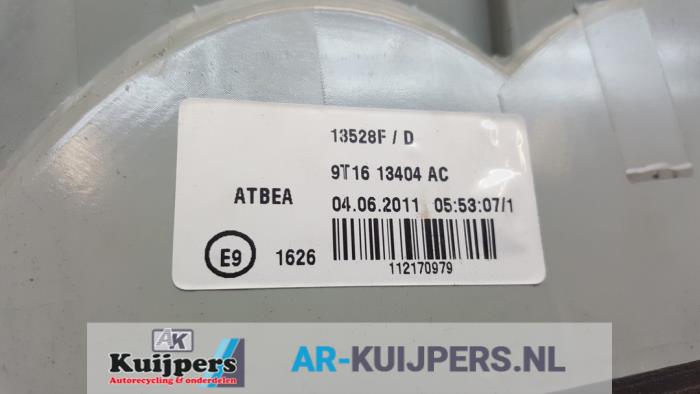 13528F / D
9T16 13404 AC
ATBEA
04.06.2011 05:53:07/1
E9
1626
112170979
AK
Kuijpers
Autorecycling & onderdelen
AR-KUIJPERS.NL